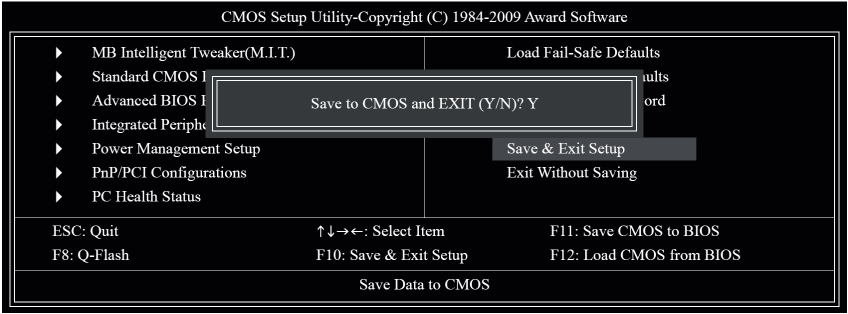 CMOS Setup Utility-Copyright (C) 1984-2009 Award Software
MB Intelligent Tweaker(M.I.T.)
Standard CMOS
Advanced BIOS
Integrated
Power Management Setup
PnP/PCI Configurations
PC Health Status
Load Fail-Safe Defaults
Save & Exit Setup
Exit Without Saving
Save to CMOS and EXIT (Y/N)? Y
ESC: Quit ↑↓→←: Select Item F11: Save CMOS to BIOS
F8: Q-Flash F10: Save & Exit Setup F12: Load CMOS from BIOS
Save Data to CMOS